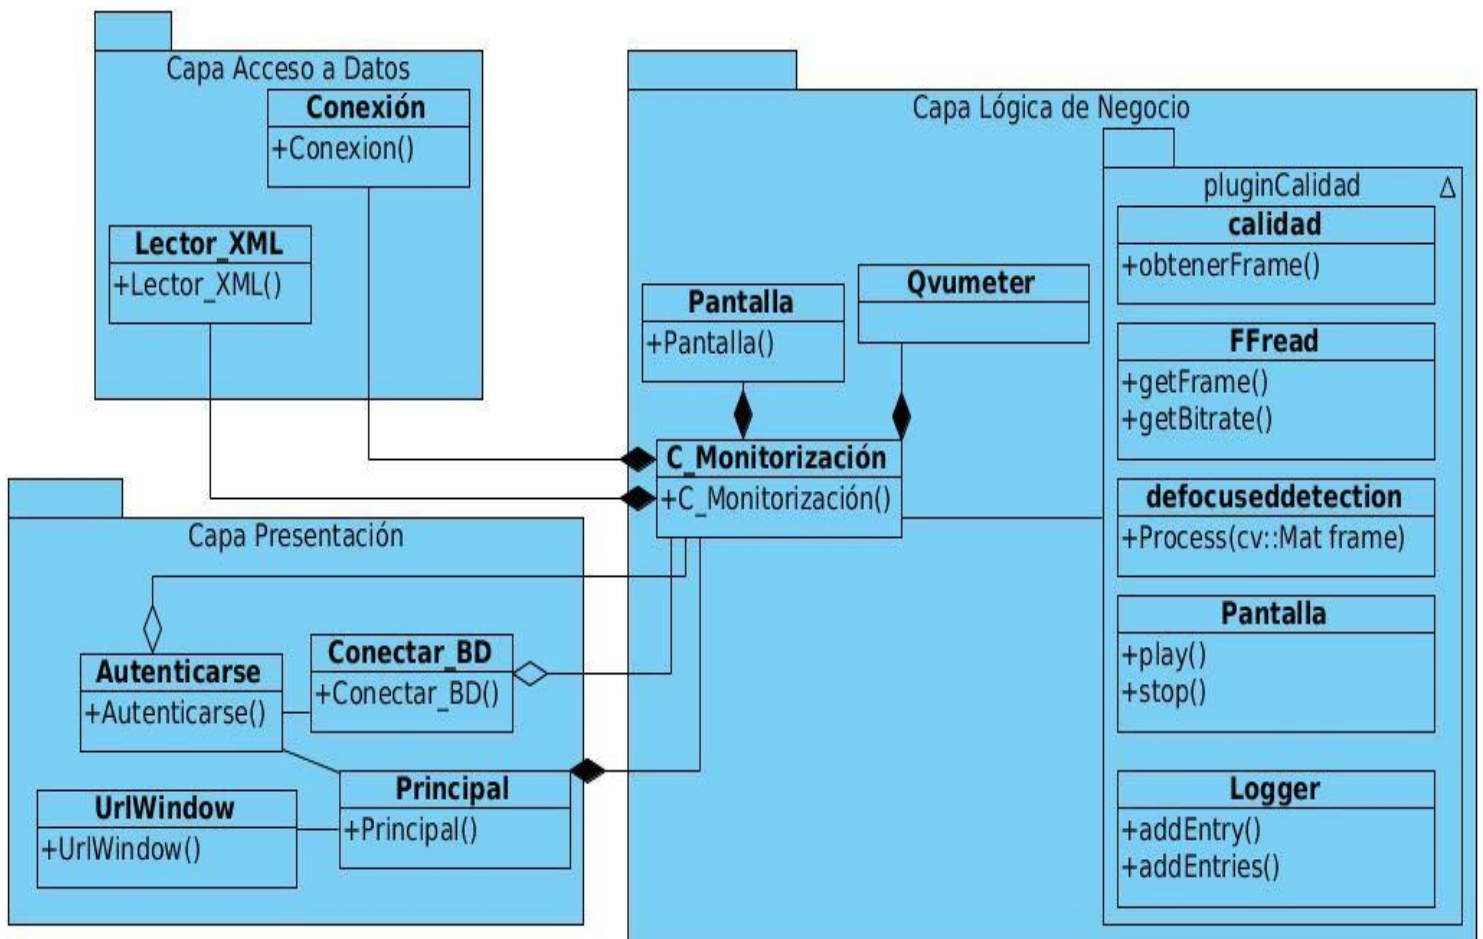 Capa Acceso a Datos
Conexión
+Conexion()
Lector_XML
+Lector_XML()
Capa Lógica de Negocio
pluginCalidad
calidad
+obtenerFrame()
Qvumeter
Pantalla
+Pantalla()
FFread
+getFrame()
+getBitrate()
C_Monitorización
+C_Monitorización()
defocuseddetection
+Process(cv::Mat frame)
Pantalla
+play()
+stop()
Logger
+addEntry()
+addEntries()
Capa Presentación
Autenticarse
+Autenticarse()
Conectar_BD
+Conectar_BD()
Principal
+Principal()
UrlWindow
+UrlWindow()